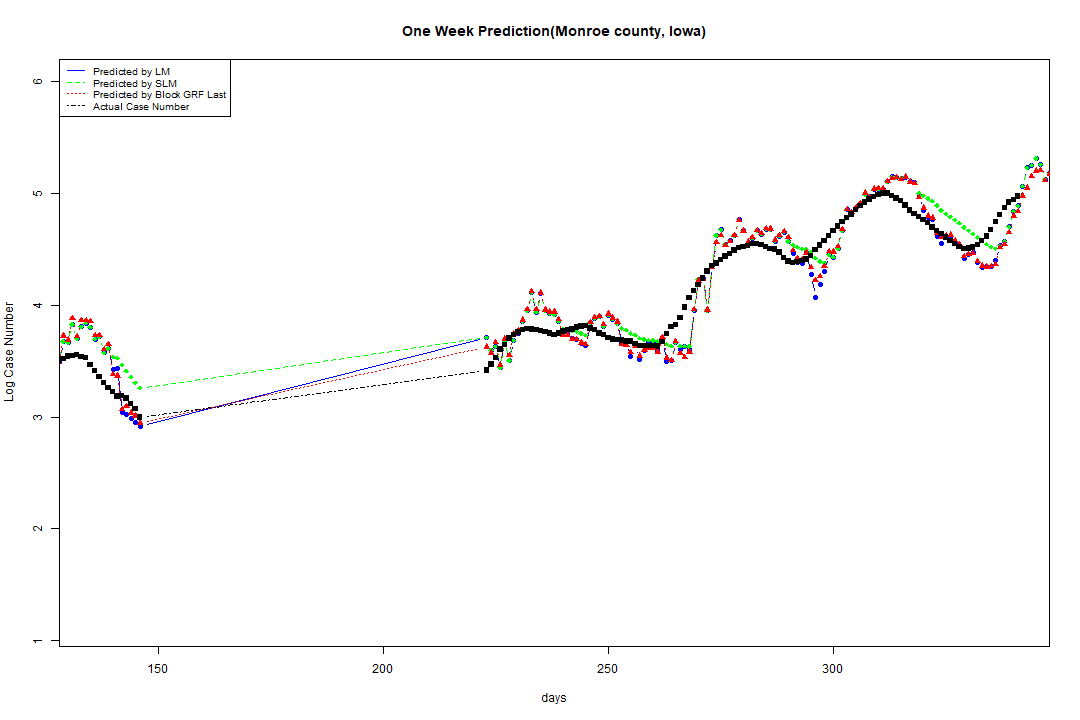 One Week Prediction(Monroe county, Iowa)
Predicted by LM
Predicted by SLM
Predicted by Block GRF Last
Actual Case Number
6
5
4
3
2
1
Log Case Number
150
200
250
300
days